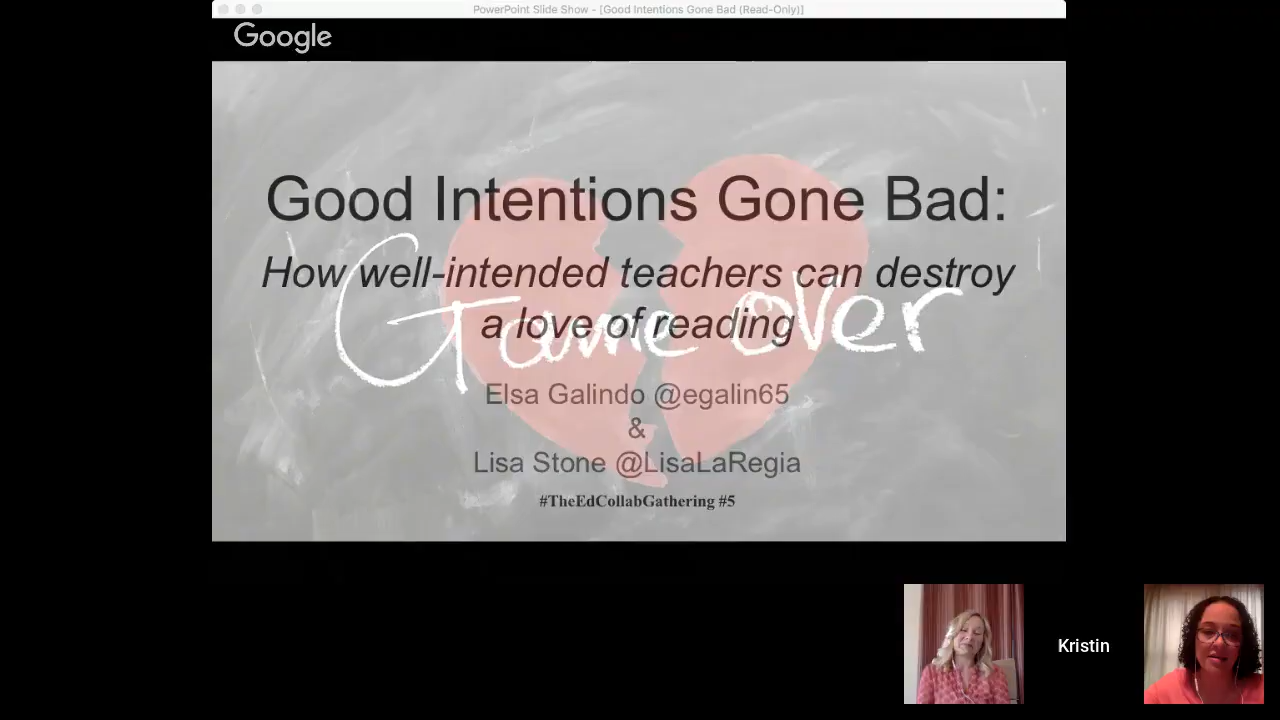 PowerPoint Slide Show - [Good Intentions Gone Bad (Read-Only)]
Google
Good Intentions Gone Bad:
How well-intended teachers can destroy
a love of reading
Game over
Elsa Galindo @egalin65
&
Lisa Stone @LisaLaRegia
#TheEdCollabGathering #5
Kristin